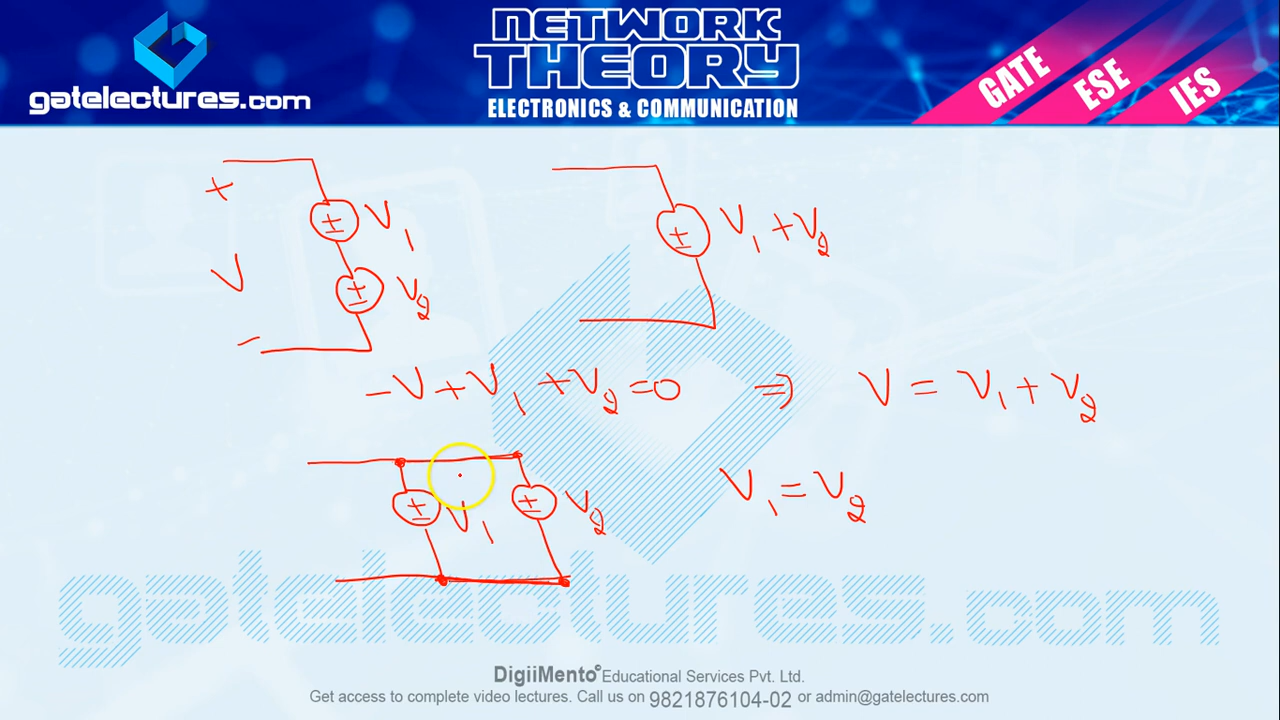 NETWORK
THEORY
ELECTRONICS & COMMUNICATION
gatelectures.com
GATE
ESE
IES
+
V
-
± V1
± V2
± V1 + V2
-V + V1 + V2 = 0 ⇒ V = V1 + V2
± V1
± V2
V1 = V2
gatelectures.com
DigiiMento© Educational Services Pvt. Ltd.
Get access to complete video lectures. Call us on 9821876104-02 or admin@gatelectures.com